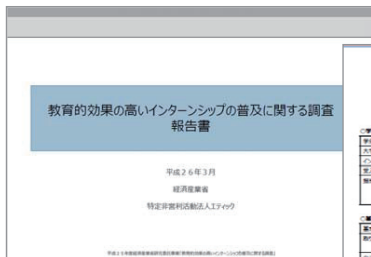 教育的効果の高いインターンシップの普及に関する調査
報告書
平成２６年３月
経済産業省
特定非営利活動法人エティック